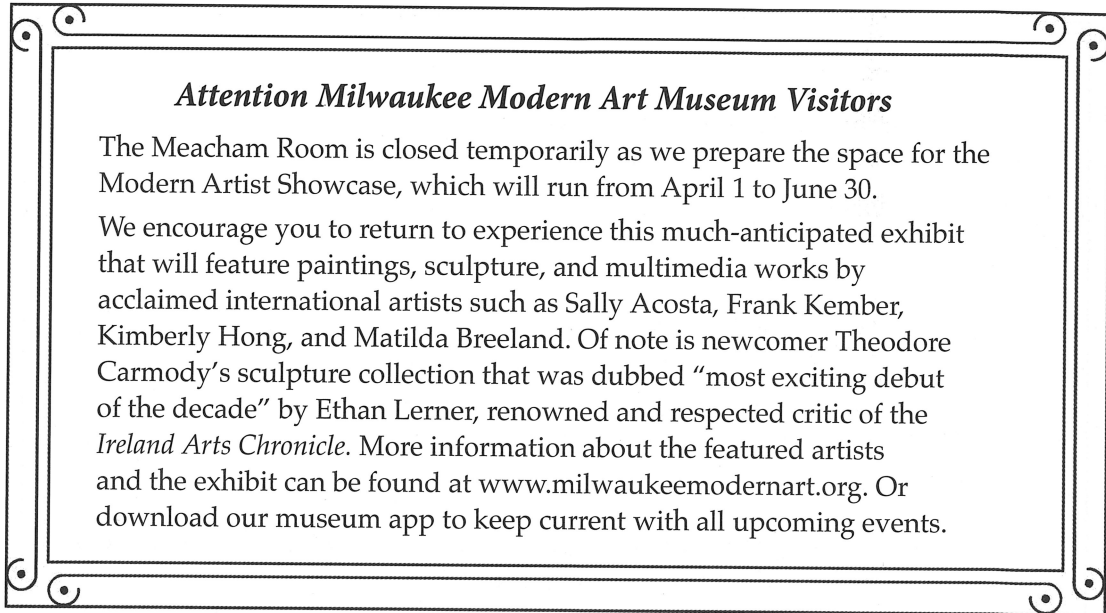 Attention Milwaukee Modern Art Museum Visitors
The Meacham Room is closed temporarily as we prepare the space for the
Modern Artist Showcase, which will run from April 1 to June 30.
We encourage you to return to experience this much-anticipated exhibit
that will feature paintings, sculpture, and multimedia works by
acclaimed international artists such as Sally Acosta, Frank Kember,
Kimberly Hong, and Matilda Breeland. Of note is newcomer Theodore
Carmody’s sculpture collection that was dubbed “most exciting debut
of the decade” by Ethan Lerner, renowned and respected critic of the
Ireland Arts Chronicle. More information about the featured artists
and the exhibit can be found at www.milwaukeemodernart.org. Or
download our museum app to keep current with all upcoming events.